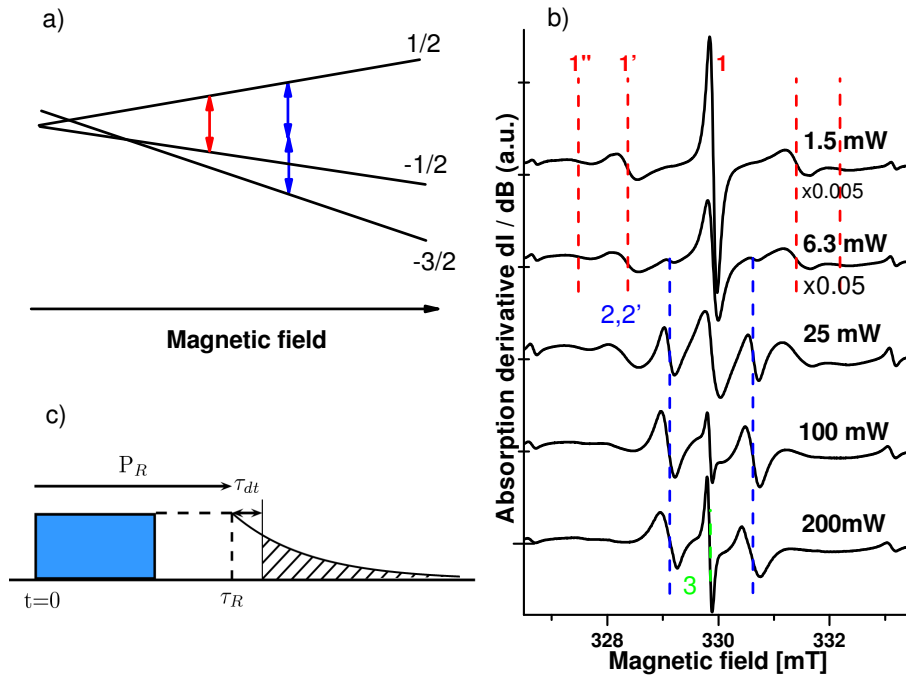 a)
1/2
-1/2
-3/2
Magnetic field
c)
P_R
τ_dt
t=0
τ_R
b)
Absorption derivative dI / dB (a.u.)
1'' 1' 1
1.5 mW
x0.005
6.3 mW
x0.05
2,2'
25 mW
100 mW
200mW
3
328 330 332
Magnetic field [mT]